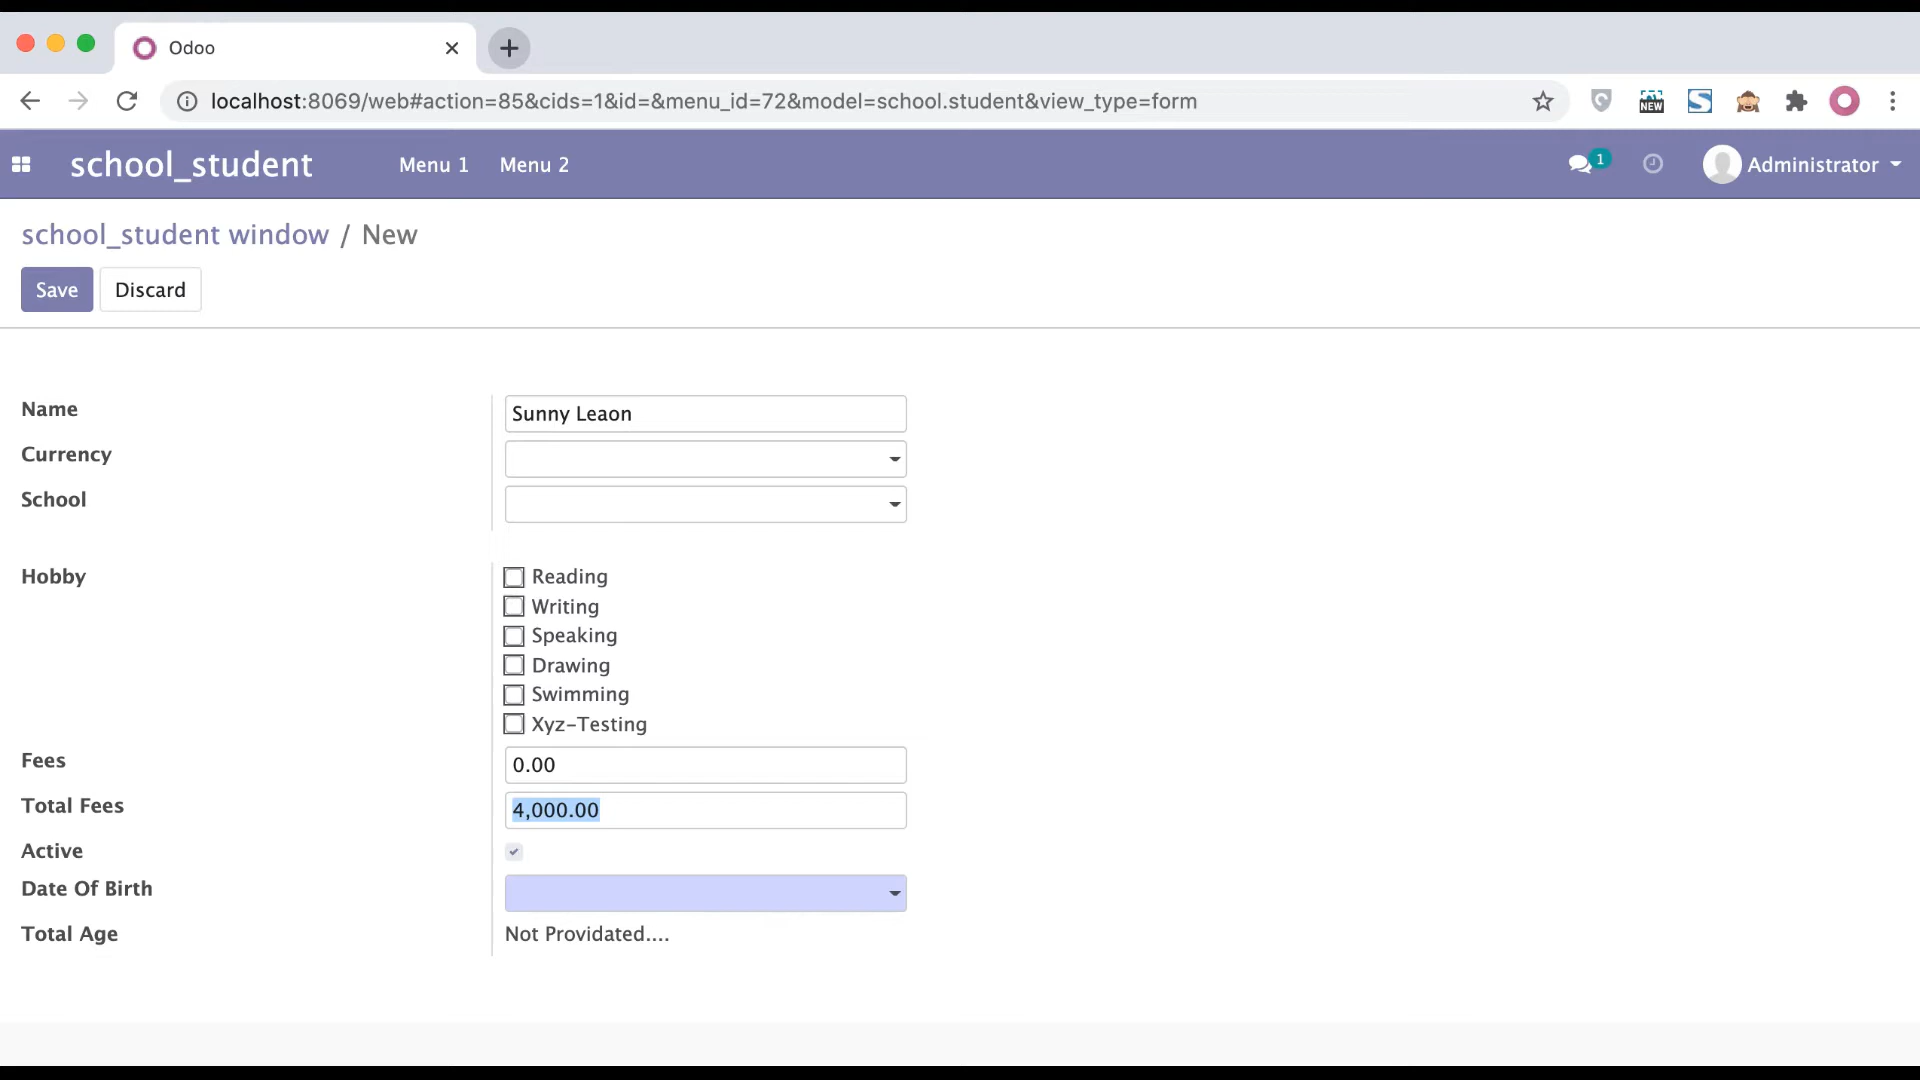 Odoo
localhost:8069/web#action=85&cids=1&id=&menu_id=72&model=school.student&view_type=form
NEW
school_student Menu 1 Menu 2 1 Administrator
school_student window / New
Save Discard
Name Sunny Leaon
Currency
School
Hobby Reading
Writing
Speaking
Drawing
Swimming
Xyz-Testing
Fees 0.00
Total Fees 4,000.00
Active
Date Of Birth
Total Age Not Providated....